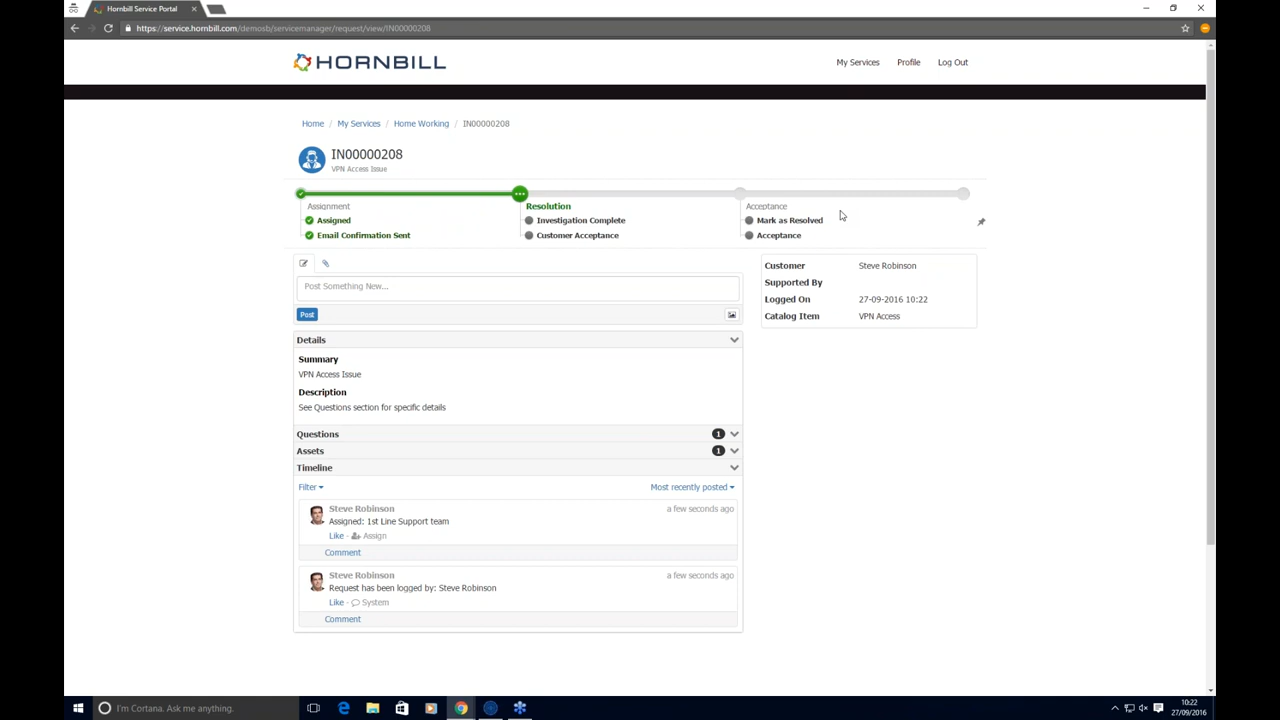 Hornbill Service Portal
https://service.hornbill.com/demosb/servicemanager/request/view/IN00000208
HORNBILL
My Services Profile Log Out
Home / My Services / Home Working / IN00000208
IN00000208
VPN Access Issue
Assignment
Assigned
Email Confirmation Sent
Resolution
Investigation Complete
Customer Acceptance
Acceptance
Mark as Resolved
Acceptance
Post Something New...
Post
Customer Steve Robinson
Supported By
Logged On 27-09-2016 10:22
Catalog Item VPN Access
Details
Summary
VPN Access Issue
Description
See Questions section for specific details
Questions 1
Assets 1
Timeline
Filter Most recently posted
Steve Robinson a few seconds ago
Assigned: 1st Line Support team
Like - Assign
Comment
Steve Robinson a few seconds ago
Request has been logged by: Steve Robinson
Like - System
Comment
I'm Cortana. Ask me anything.
10:22
27/09/2016